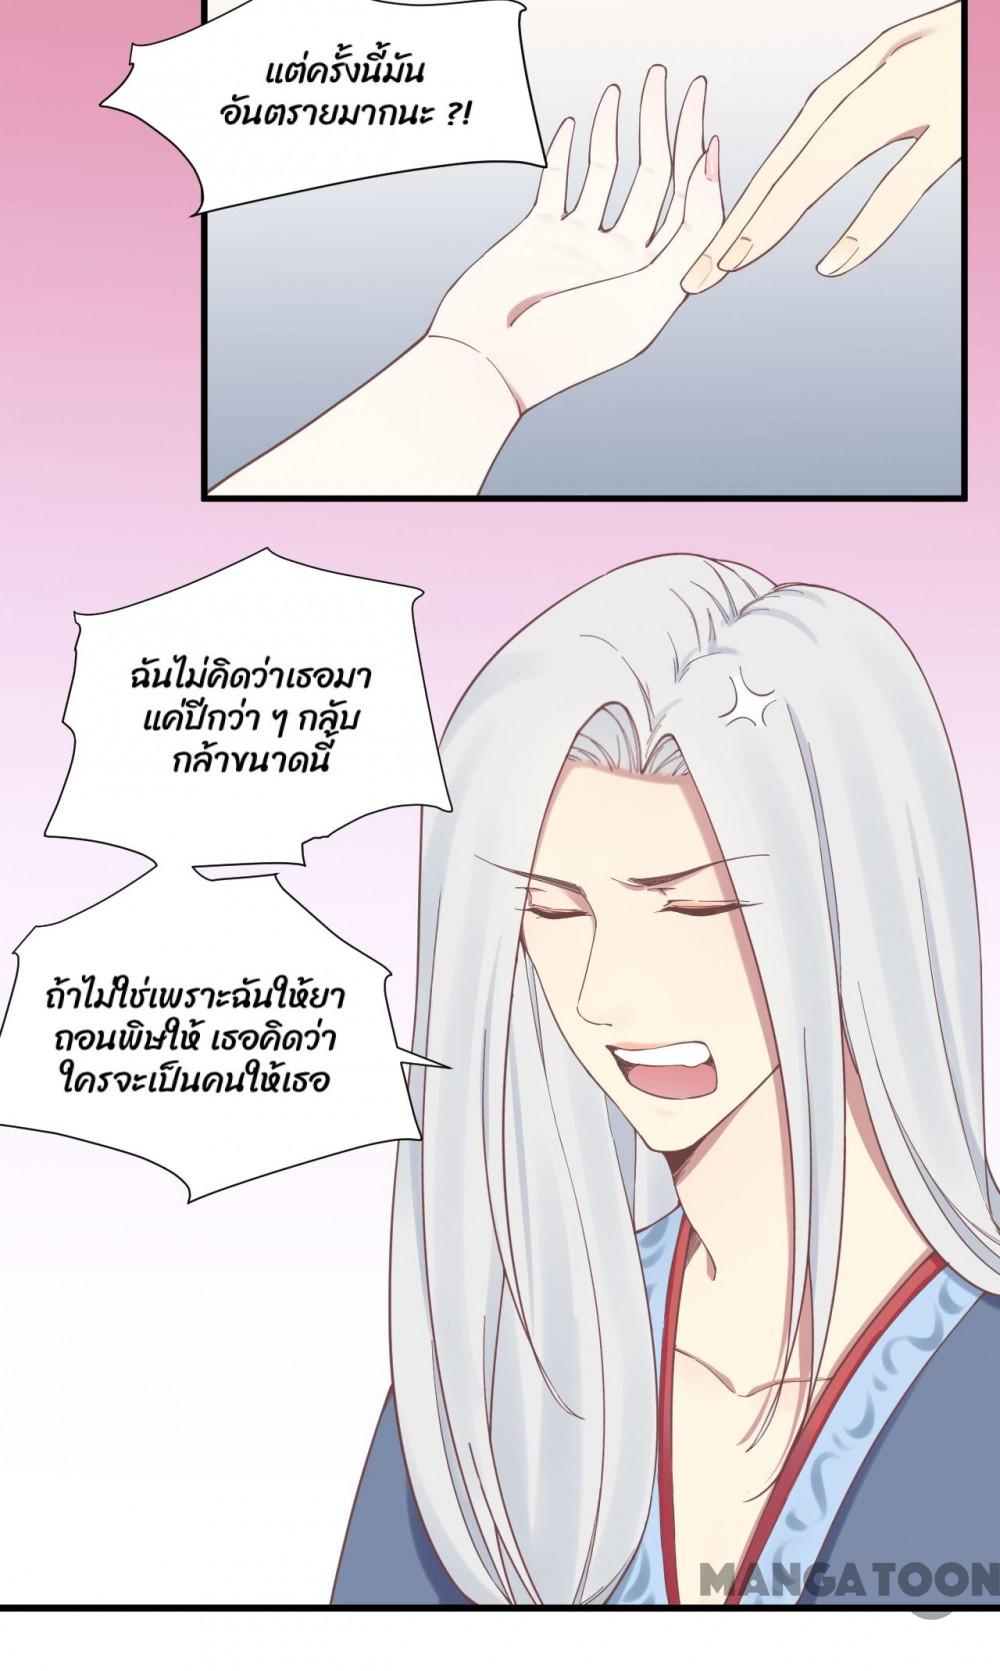 แต่ครั้งนี้มัน
อันตรายมากนะ ?!
ฉันไม่คิดว่าเธอมา
แค่ปีกว่า ๆ กลับ
กล้าขนาดนี้
ถ้าไม่ใช่เพราะฉันให้ยา
ถอนพิษให้ เธอคิดว่า
ใครจะเป็นคนให้เธอ
MANGATOON